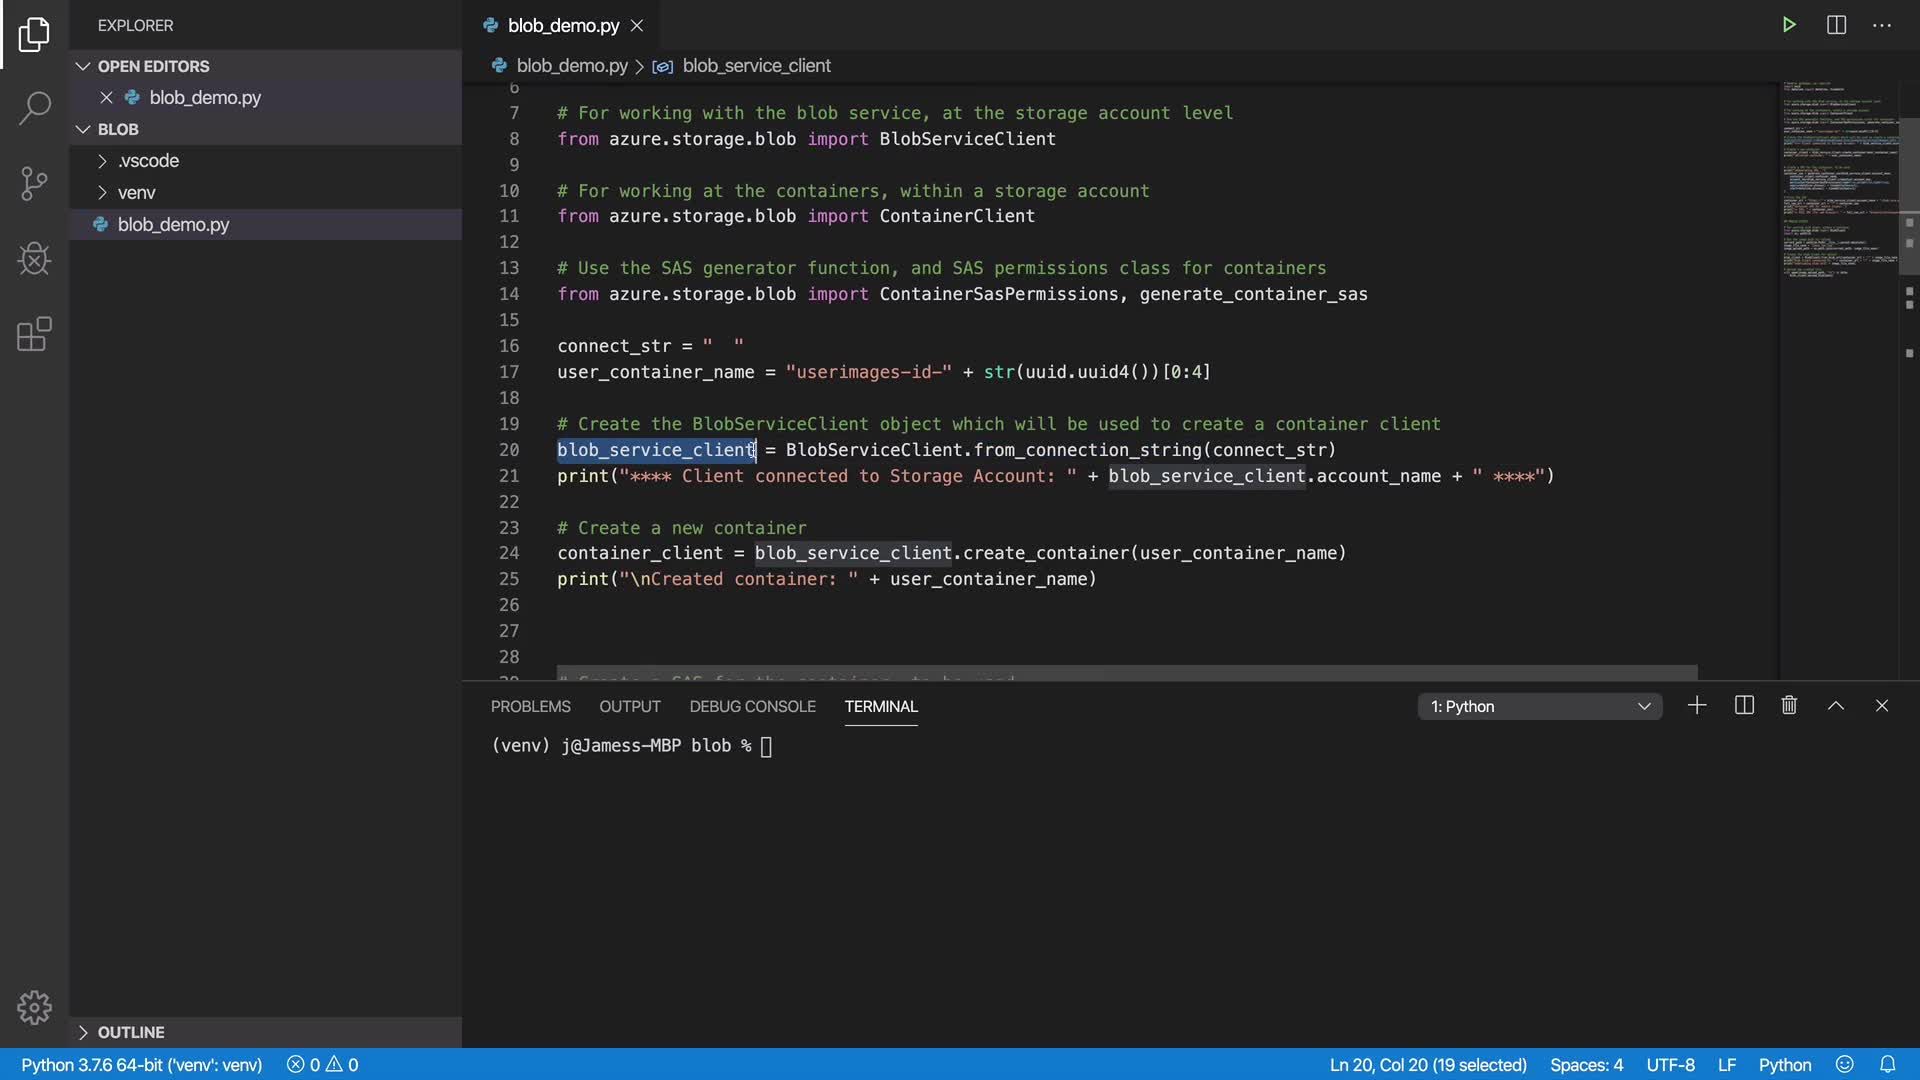 EXPLORER
OPEN EDITORS
blob_demo.py
BLOB
.vscode
venv
blob_demo.py
OUTLINE
blob_demo.py
blob_demo.py > blob_service_client
6
7 # For working with the blob service, at the storage account level
8 from azure.storage.blob import BlobServiceClient
9
10 # For working at the containers, within a storage account
11 from azure.storage.blob import ContainerClient
12
13 # Use the SAS generator function, and SAS permissions class for containers
14 from azure.storage.blob import ContainerSasPermissions, generate_container_sas
15
16 connect_str = "  "
17 user_container_name = "userimages-id-" + str(uuid.uuid4())[0:4]
18
19 # Create the BlobServiceClient object which will be used to create a container client
20 blob_service_client = BlobServiceClient.from_connection_string(connect_str)
21 print("**** Client connected to Storage Account: " + blob_service_client.account_name + " ****")
22
23 # Create a new container
24 container_client = blob_service_client.create_container(user_container_name)
25 print("\nCreated container: " + user_container_name)
26
27
28
PROBLEMS OUTPUT DEBUG CONSOLE TERMINAL 1: Python
(venv) j@Jamess-MBP blob %
Python 3.7.6 64-bit ('venv': venv) 0 0 Ln 20, Col 20 (19 selected) Spaces: 4 UTF-8 LF Python